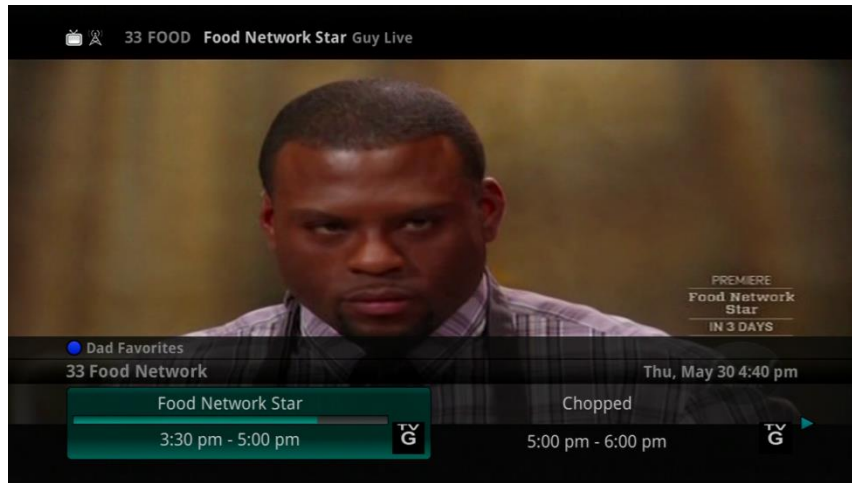 33 FOOD Food Network Star Guy Live
PREMIERE
Food Network
Star
IN 3 DAYS
Dad Favorites
33 Food Network Thu, May 30 4:40 pm
Food Network Star Chopped
3:30 pm - 5:00 pm TV G 5:00 pm - 6:00 pm TV G